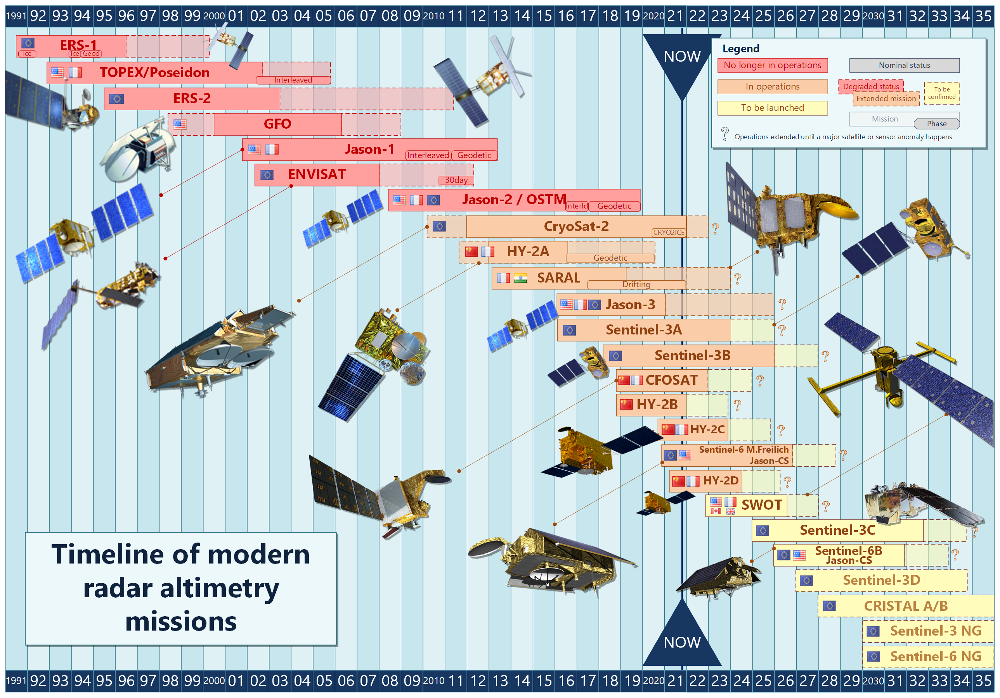 1991 92 93 94 95 96 97 98 99 2000 01 02 03 04 05 06 07 08 09 2010 11 12 13 14 15 16 17 18 19 2020 21 22 23 24 25 26 27 28 29 2030 31 32 33 34 35
NOW
Legend
No longer in operations
Nominal status
In operations
Degraded status
Extended mission
To be
confirmed
To be launched
Mission
Phase
? Operations extended until a major satellite or sensor anomaly happens
ERS-1
Ice Ice Geod
TOPEX/Poseidon
Interleaved
ERS-2
GFO
Jason-1
Interleaved Geodetic
ENVISAT
30day
Jason-2 / OSTM
Interld Geodetic
CryoSat-2
CRYO2ICE
?
HY-2A
Geodetic
SARAL
Drifting
?
Jason-3 ?
Sentinel-3A ?
Sentinel-3B ?
CFOSAT ?
HY-2B ?
HY-2C ?
Sentinel-6 M.Freilich
Jason-CS
?
HY-2D ?
SWOT ?
Sentinel-3C ?
Sentinel-6B
Jason-CS
?
Sentinel-3D
CRISTAL A/B
Sentinel-3 NG
Sentinel-6 NG
Timeline of modern
radar altimetry
missions
NOW
1991 92 93 94 95 96 97 98 99 2000 01 02 03 04 05 06 07 08 09 2010 11 12 13 14 15 16 17 18 19 2020 21 22 23 24 25 26 27 28 29 2030 31 32 33 34 35